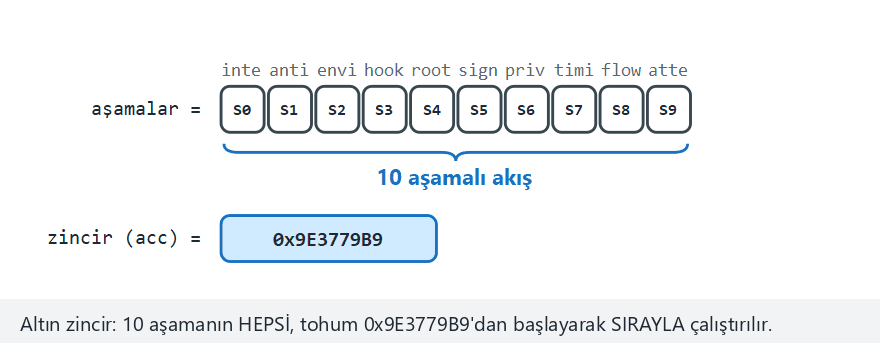 inte anti envi hook root sign priv timi flow atte
aşamalar = S0 S1 S2 S3 S4 S5 S6 S7 S8 S9
10 aşamalı akış
zincir (acc) = 0x9E3779B9
Altın zincir: 10 aşamanın HEPSİ, tohum 0x9E3779B9'dan başlayarak SIRAYLA çalıştırılır.